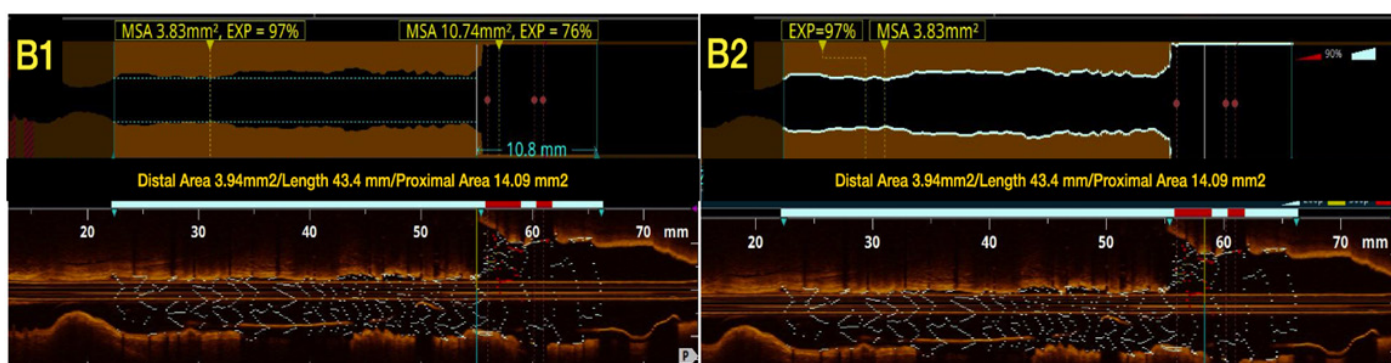 B1
MSA 3.83mm², EXP = 97%
MSA 10.74mm², EXP = 76%
10.8 mm
Distal Area 3.94mm2/Length 43.4 mm/Proximal Area 14.09 mm2
20 30 40 50 60 mm
P
B2
EXP=97%
MSA 3.83mm²
90%
Distal Area 3.94mm2/Length 43.4 mm/Proximal Area 14.09 mm2
20 30 40 50 60 mm 70